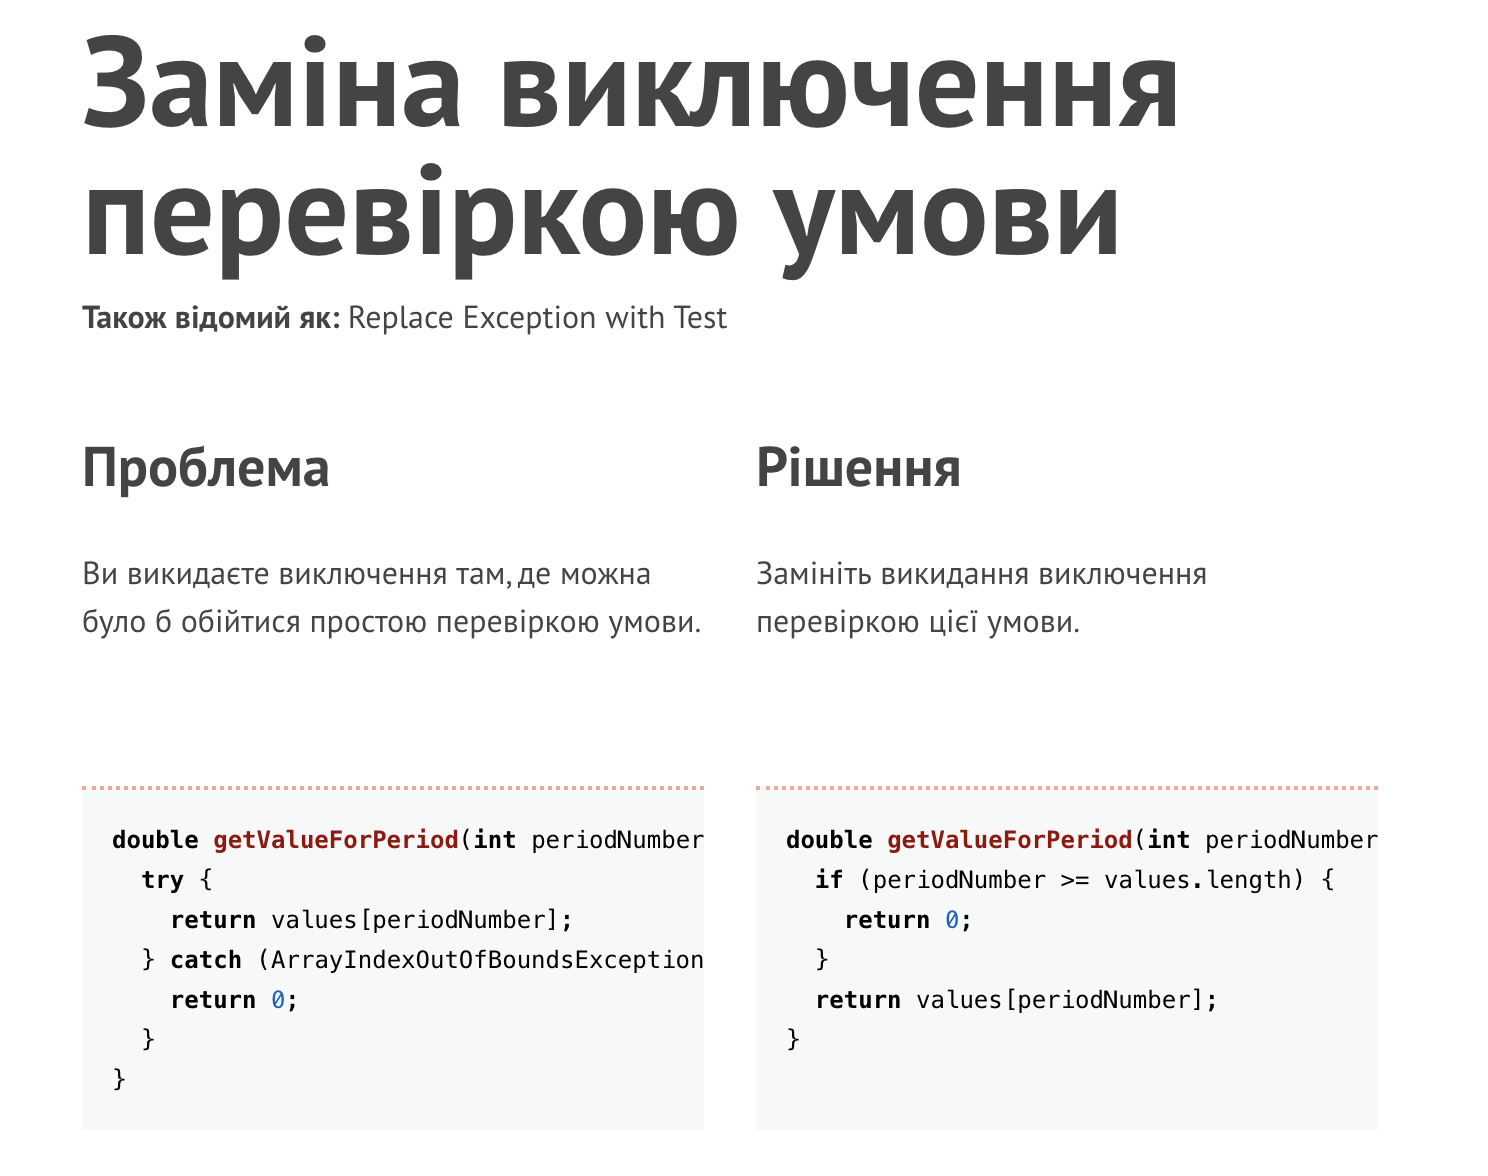 Заміна виключення
перевіркою умови
Також відомий як: Replace Exception with Test
Проблема
Ви викидаєте виключення там, де можна
було б обійтися простою перевіркою умови.
double getValueForPeriod(int periodNumber
try {
return values[periodNumber];
} catch (ArrayIndexOutOfBoundsException
return 0;
}
}
Рішення
Замініть викидання виключення
перевіркою цієї умови.
double getValueForPeriod(int periodNumber
if (periodNumber >= values.length) {
return 0;
}
return values[periodNumber];
}